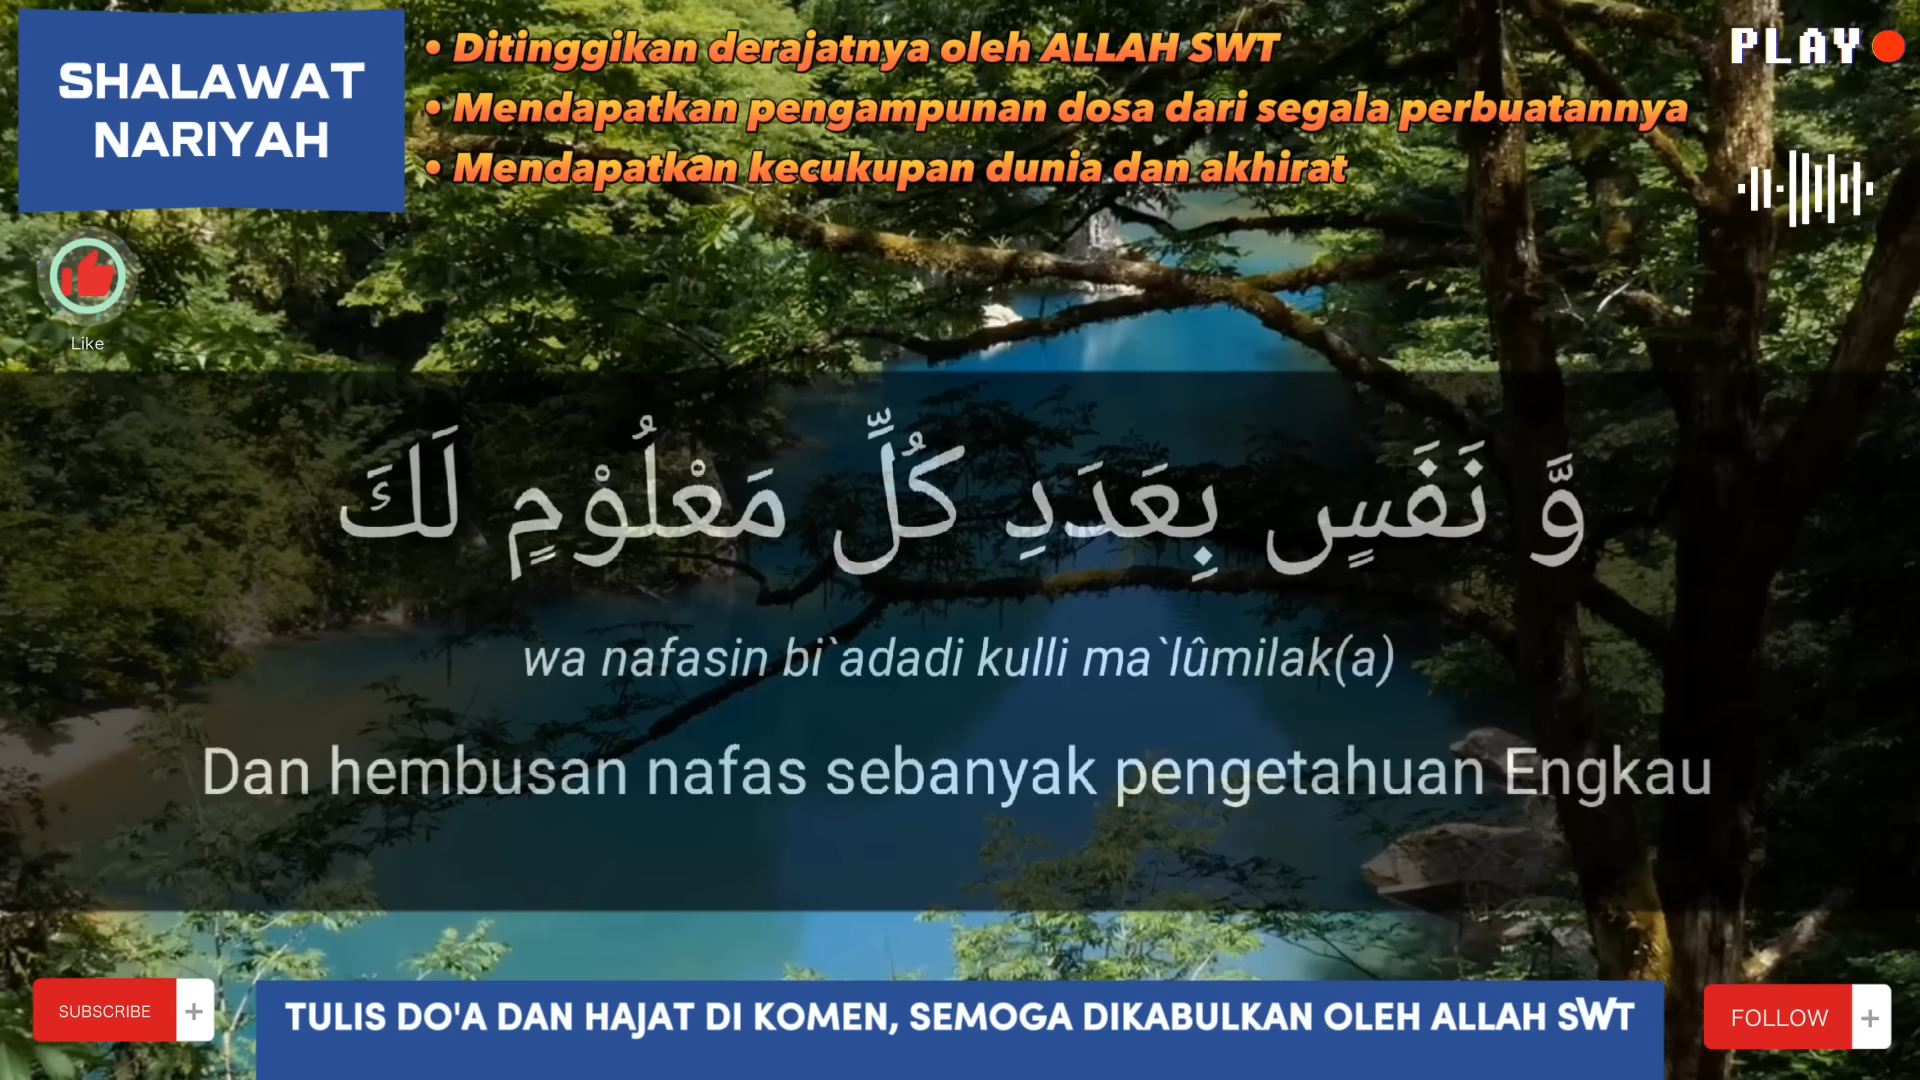 SHALAWAT
NARIYAH
• Ditinggikan derajatnya oleh ALLAH SWT
• Mendapatkan pengampunan dosa dari segala perbuatannya
• Mendapatkan kecukupan dunia dan akhirat
PLAY
Like
وَّ نَفَسٍ بِعَدَدِ كُلِّ مَعْلُوْمٍ لَكَ
wa nafasin bi`adadi kulli ma`lûmilak(a)
Dan hembusan nafas sebanyak pengetahuan Engkau
SUBSCRIBE +
TULIS DO'A DAN HAJAT DI KOMEN, SEMOGA DIKABULKAN OLEH ALLAH SWT
FOLLOW +